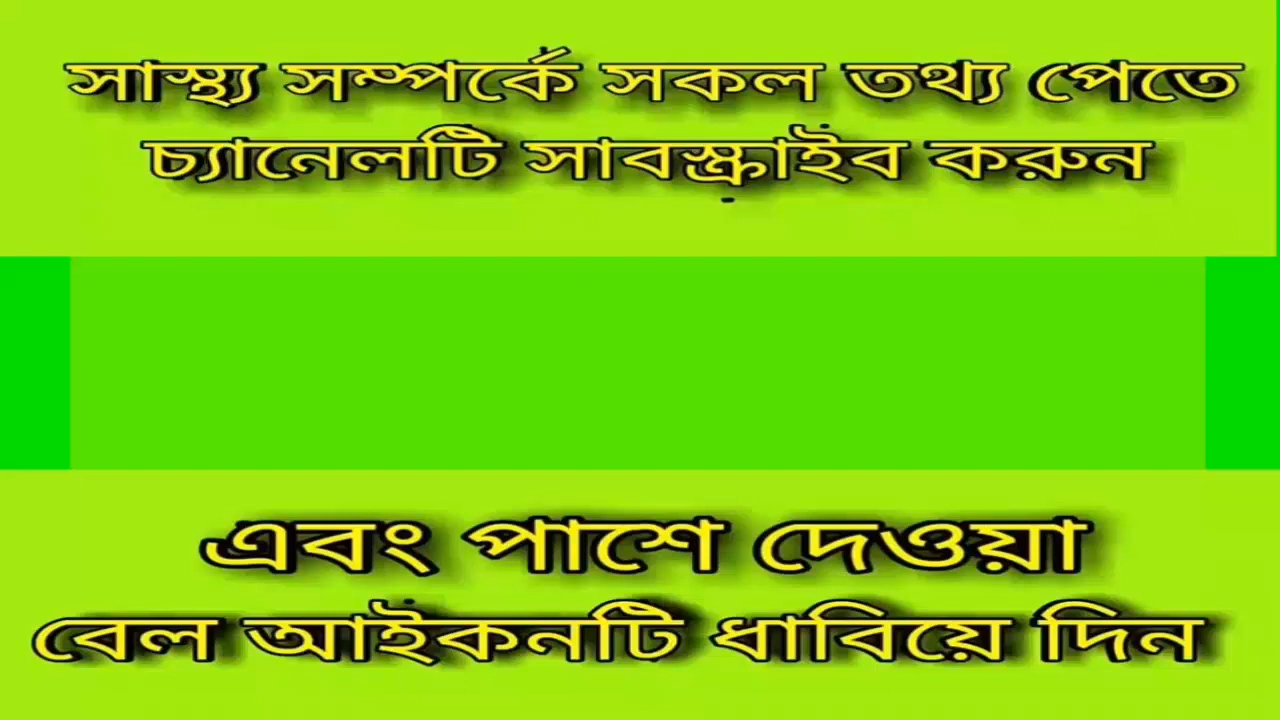 সাস্থ্য সম্পর্কে সকল তথ্য পেতে
চ্যানেলটি সাবস্ক্রাইব করুন
এবং পাশে দেওয়া
বেল আইকনটি ধাবিয়ে দিন